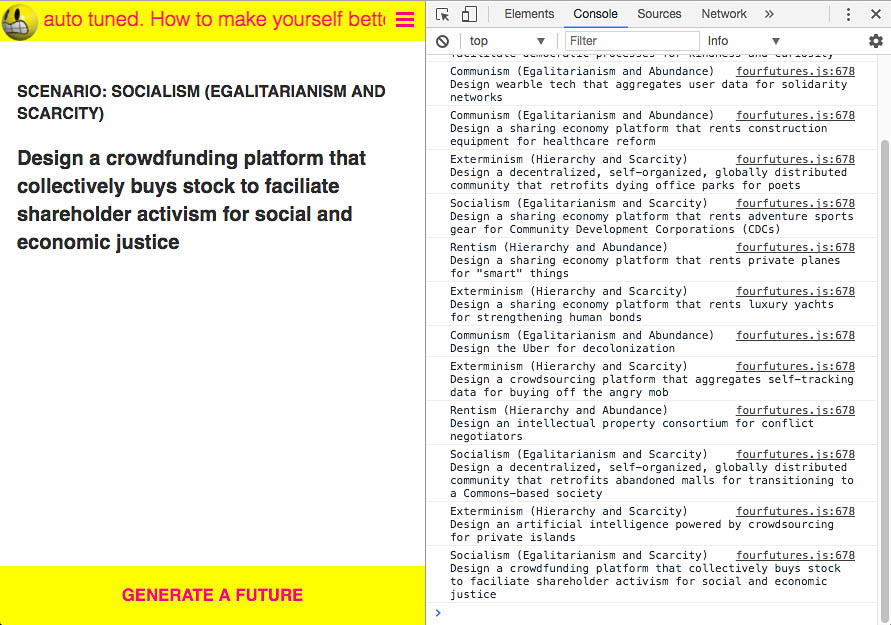 auto tuned. How to make yourself bette
SCENARIO: SOCIALISM (EGALITARIANISM AND
SCARCITY)
Design a crowdfunding platform that
collectively buys stock to faciliate
shareholder activism for social and
economic justice
GENERATE A FUTURE
Elements Console Sources Network »
top Filter Info
facilitate democratic processes for kindness and curiosity
Communism (Egalitarianism and Abundance) fourfutures.js:678
Design wearable tech that aggregates user data for solidarity
networks
Communism (Egalitarianism and Abundance) fourfutures.js:678
Design a sharing economy platform that rents construction
equipment for healthcare reform
Exterminism (Hierarchy and Scarcity) fourfutures.js:678
Design a decentralized, self-organized, globally distributed
community that retrofits dying office parks for poets
Socialism (Egalitarianism and Scarcity) fourfutures.js:678
Design a sharing economy platform that rents adventure sports
gear for Community Development Corporations (CDCs)
Rentism (Hierarchy and Abundance) fourfutures.js:678
Design a sharing economy platform that rents private planes
for "smart" things
Exterminism (Hierarchy and Scarcity) fourfutures.js:678
Design a sharing economy platform that rents luxury yachts
for strengthening human bonds
Communism (Egalitarianism and Abundance) fourfutures.js:678
Design the Uber for decolonization
Exterminism (Hierarchy and Scarcity) fourfutures.js:678
Design a crowdsourcing platform that aggregates self-tracking
data for buying off the angry mob
Rentism (Hierarchy and Abundance) fourfutures.js:678
Design an intellectual property consortium for conflict
negotiators
Socialism (Egalitarianism and Scarcity) fourfutures.js:678
Design a decentralized, self-organized, globally distributed
community that retrofits abandoned malls for transitioning to
a Commons-based society
Exterminism (Hierarchy and Scarcity) fourfutures.js:678
Design an artificial intelligence powered by crowdsourcing
for private islands
Socialism (Egalitarianism and Scarcity) fourfutures.js:678
Design a crowdfunding platform that collectively buys stock
to faciliate shareholder activism for social and economic
justice